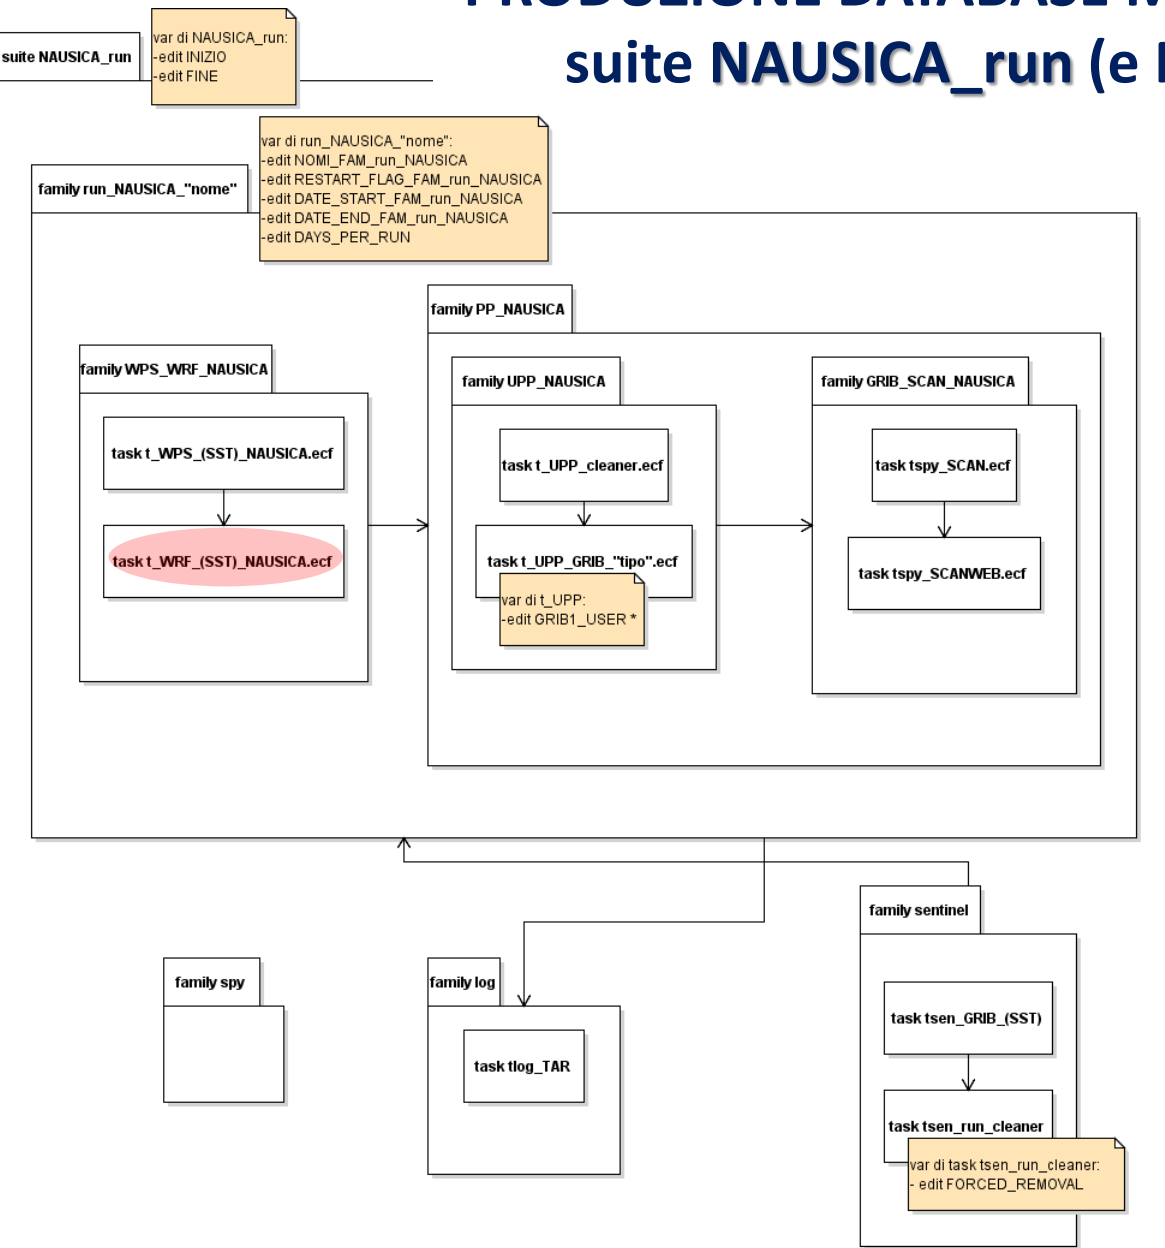 PRODUZIONE DATABASE M
suite NAUSICA_run (e
suite NAUSICA_run
var di NAUSICA_run:
-edit INIZIO
-edit FINE
var di run_NAUSICA_"nome":
-edit NOMI_FAM_run_NAUSICA
-edit RESTART_FLAG_FAM_run_NAUSICA
-edit DATE_START_FAM_run_NAUSICA
-edit DATE_END_FAM_run_NAUSICA
-edit DAYS_PER_RUN
family run_NAUSICA_"nome"
family PP_NAUSICA
family WPS_WRF_NAUSICA
task t_WPS_(SST)_NAUSICA.ecf
task t_WRF_(SST)_NAUSICA.ecf
family UPP_NAUSICA
task t_UPP_cleaner.ecf
task t_UPP_GRIB_"tipo".ecf
var di t_UPP:
-edit GRIB1_USER *
family GRIB_SCAN_NAUSICA
task tspy_SCAN.ecf
task tspy_SCANWEB.ecf
family spy
family log
task tlog_TAR
family sentinel
task tsen_GRIB_(SST)
task tsen_run_cleaner
var di task tsen_run_cleaner:
- edit FORCED_REMOVAL